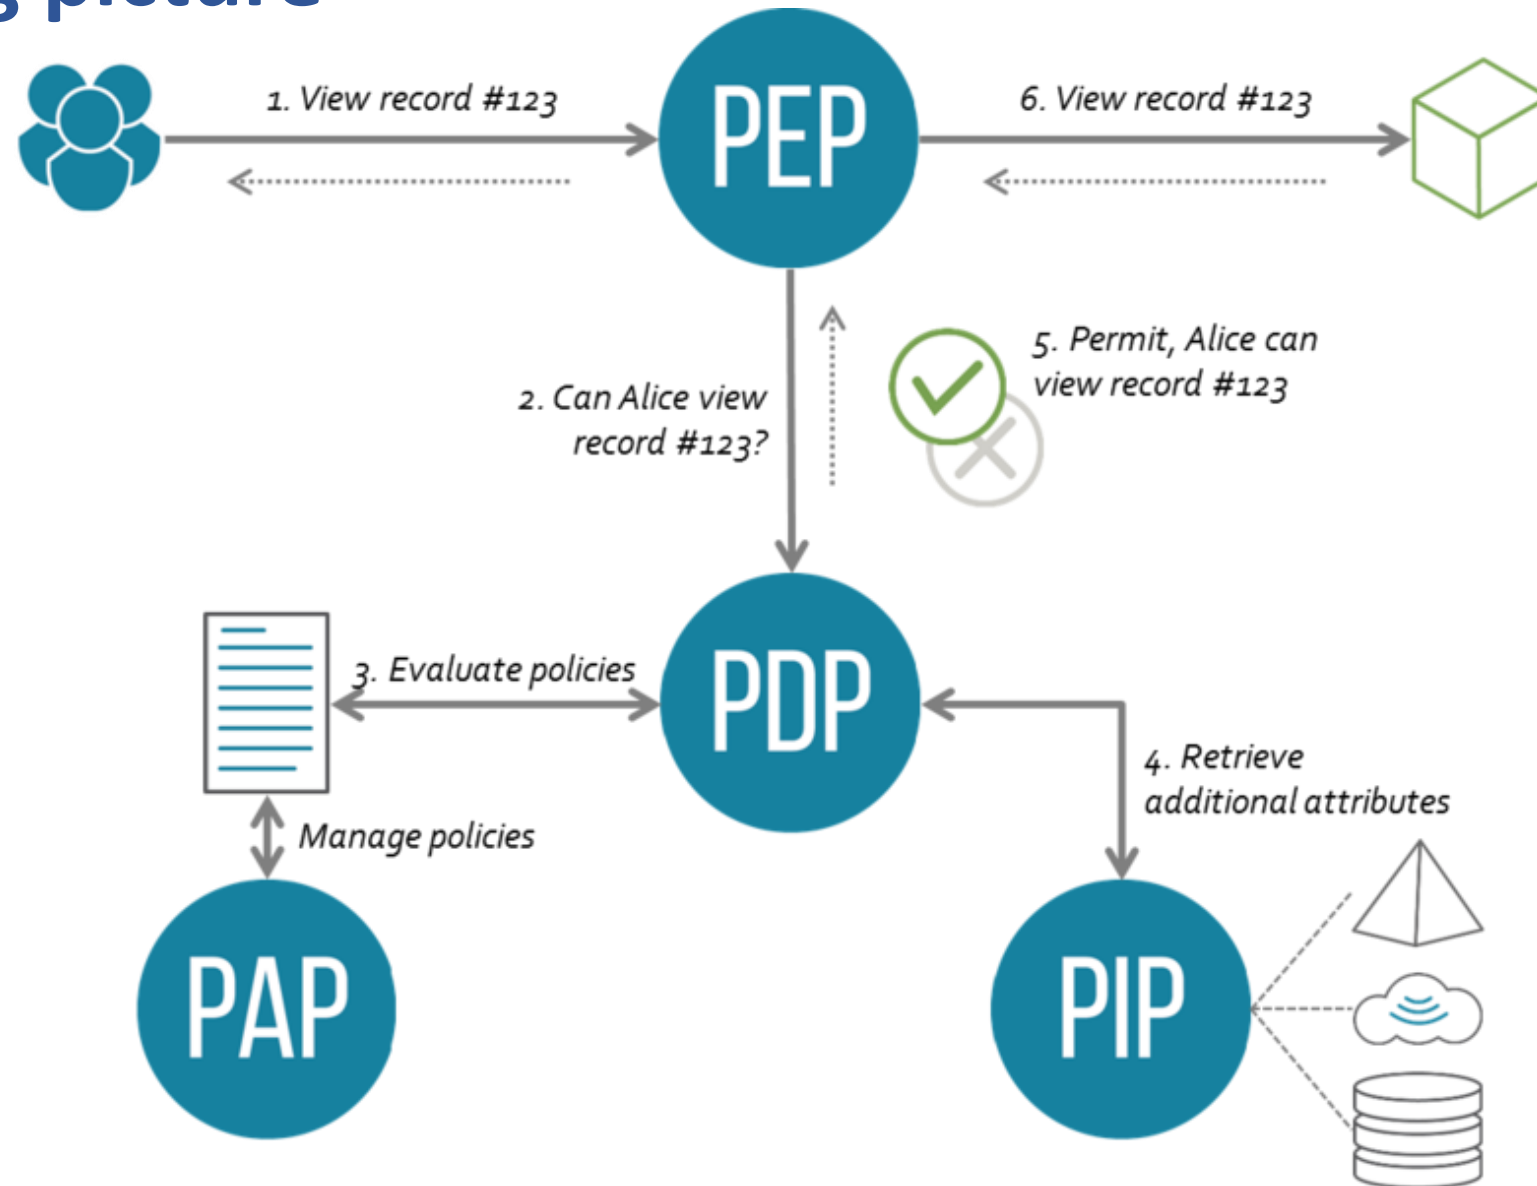 g picture
1. View record #123
PEP
6. View record #123
2. Can Alice view
record #123?
5. Permit, Alice can
view record #123
3. Evaluate policies
PDP
4. Retrieve
additional attributes
Manage policies
PAP
PIP